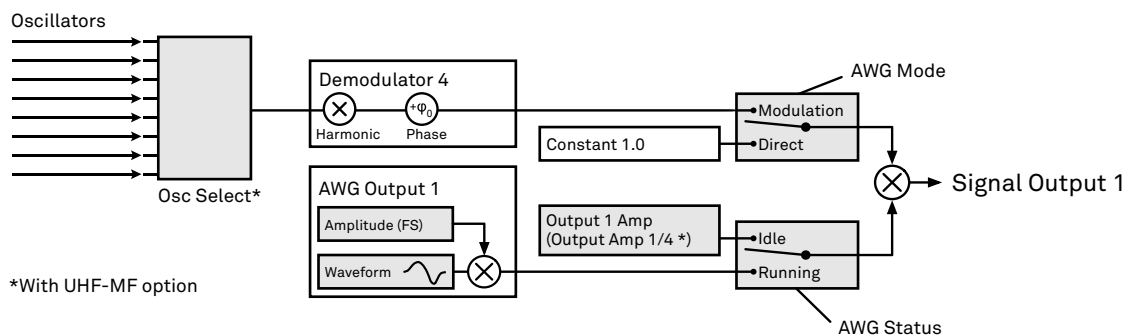 Oscillators
Osc Select*
Demodulator 4
Harmonic
+φ0
Phase
AWG Mode
Modulation
Direct
Constant 1.0
AWG Output 1
Amplitude (FS)
Waveform
Output 1 Amp
(Output Amp 1/4 *)
Idle
Running
AWG Status
Signal Output 1
*With UHF-MF option